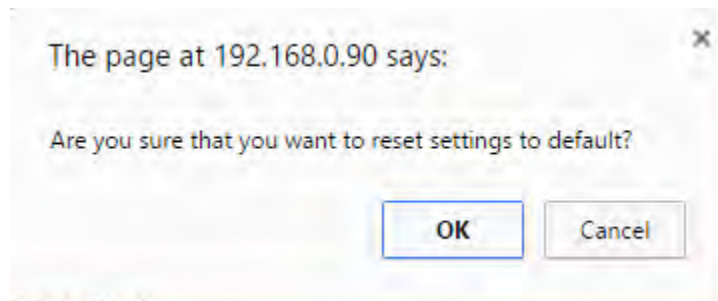 The page at 192.168.0.90 says:
Are you sure that you want to reset settings to default?
OK
Cancel